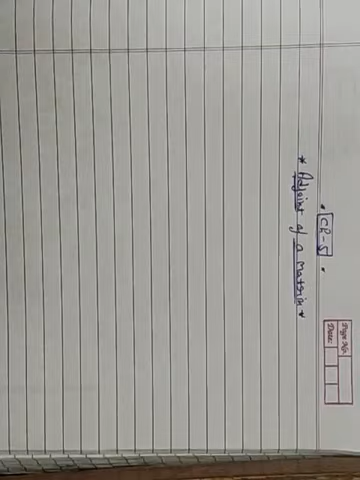 Page No.
Date:
• Ch-5 •
* Adjoint of a matrix *